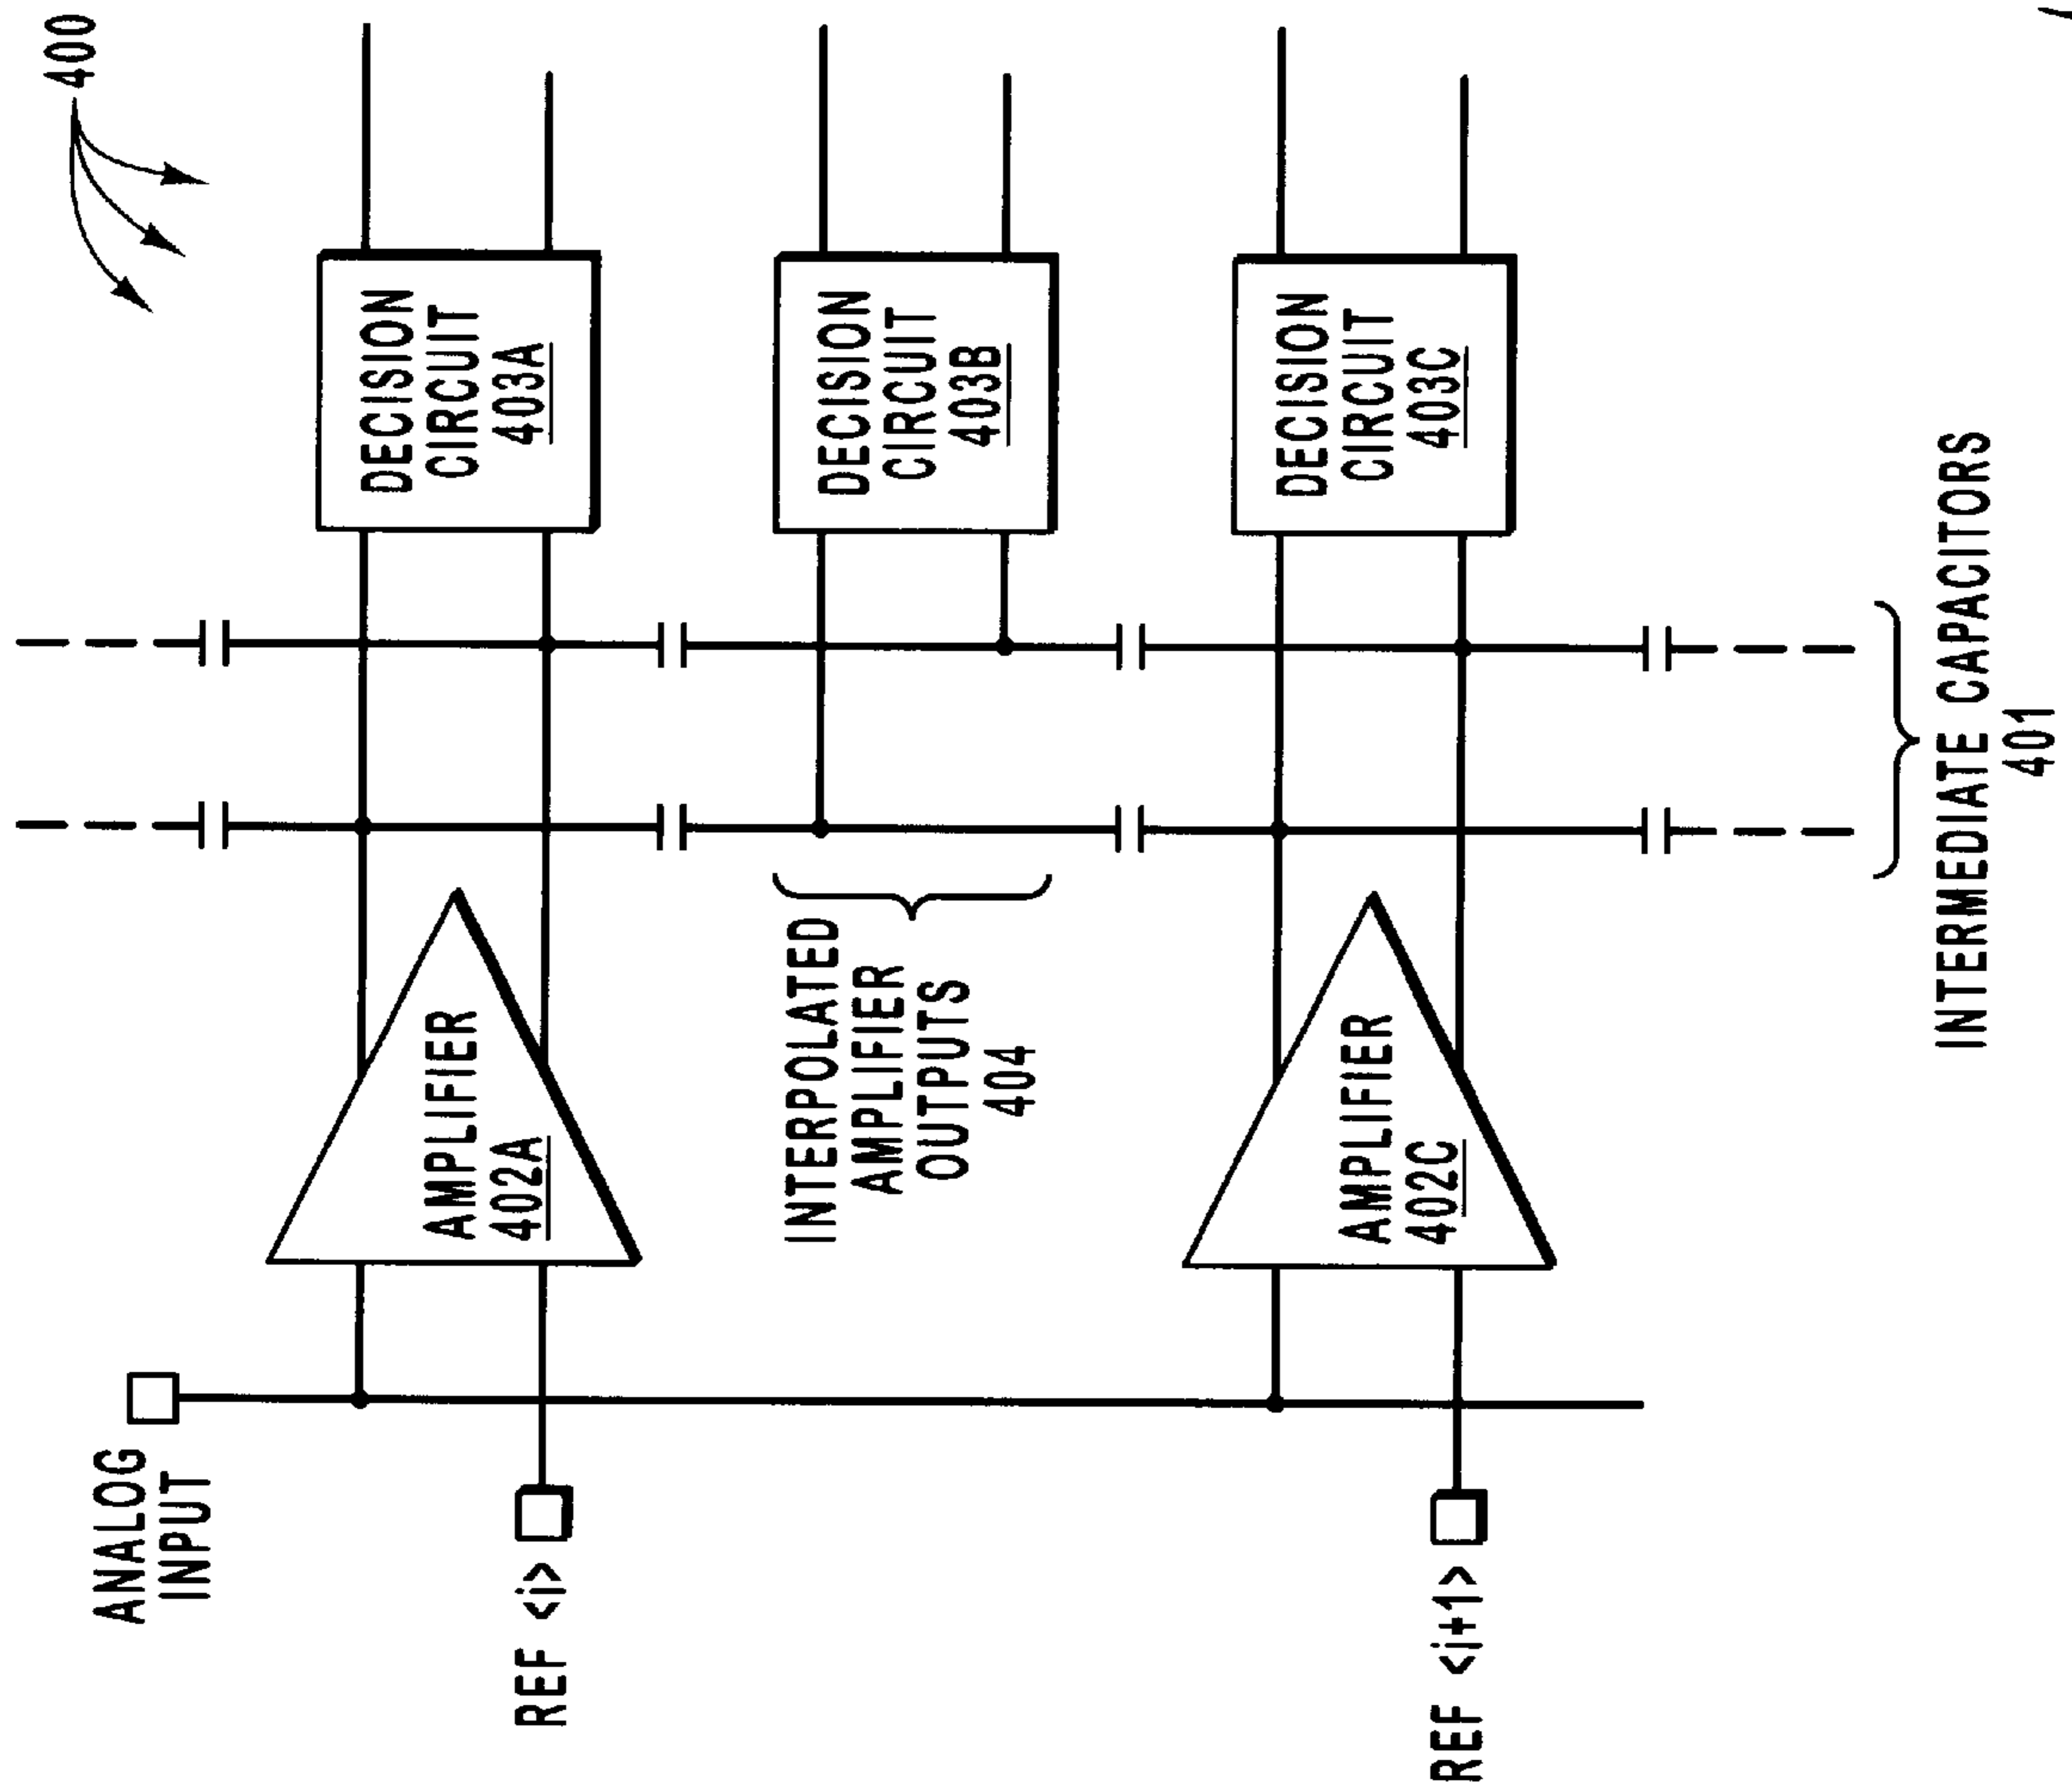 400
ANALOG
INPUT
REF <i>
AMPLIFIER
402A
DECISION
CIRCUIT
403A
INTERPOLATED
AMPLIFIER
OUTPUTS
404
DECISION
CIRCUIT
403B
REF <i+1>
AMPLIFIER
402C
DECISION
CIRCUIT
403C
INTERMEDIATE CAPACITORS
401